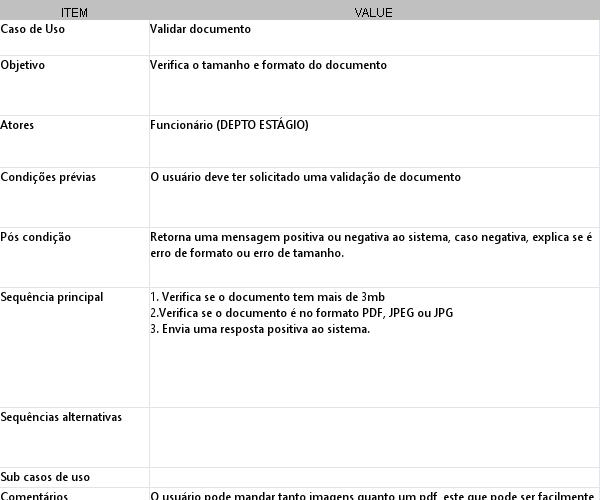 ITEM VALUE
Caso de Uso Validar documento
Objetivo Verifica o tamanho e formato do documento
Atores Funcionário (DEPTO ESTÁGIO)
Condições prévias O usuário deve ter solicitado uma validação de documento
Pós condição Retorna uma mensagem positiva ou negativa ao sistema, caso negativa, explica se é
erro de formato ou erro de tamanho.
Sequência principal 1. Verifica se o documento tem mais de 3mb
2.Verifica se o documento é no formato PDF, JPEG ou JPG
3. Envia uma resposta positiva ao sistema.
Sequências alternativas
Sub casos de uso
Comentários O usuário pode mandar tanto imagens quanto um pdf, este que pode ser facilmente